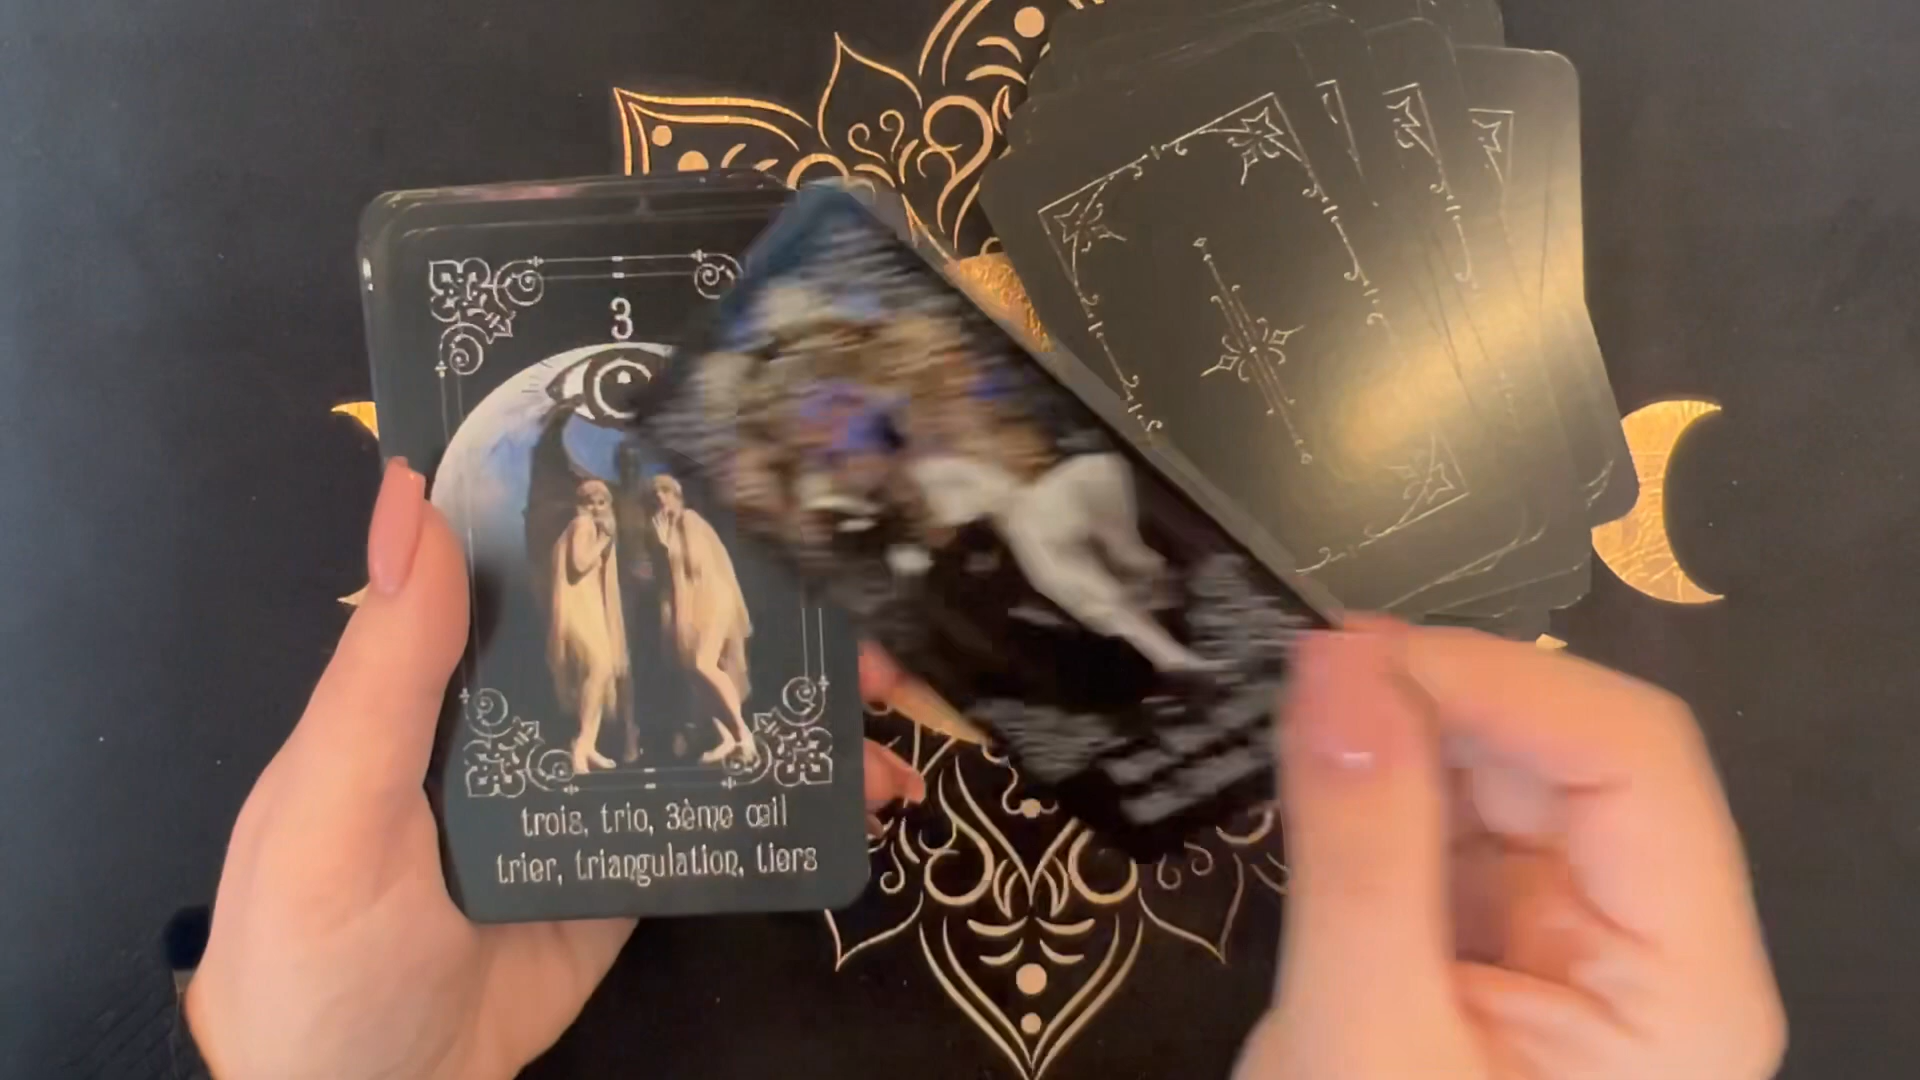 3
trois, trio, 3ème œil
trier, triangulation, tiers